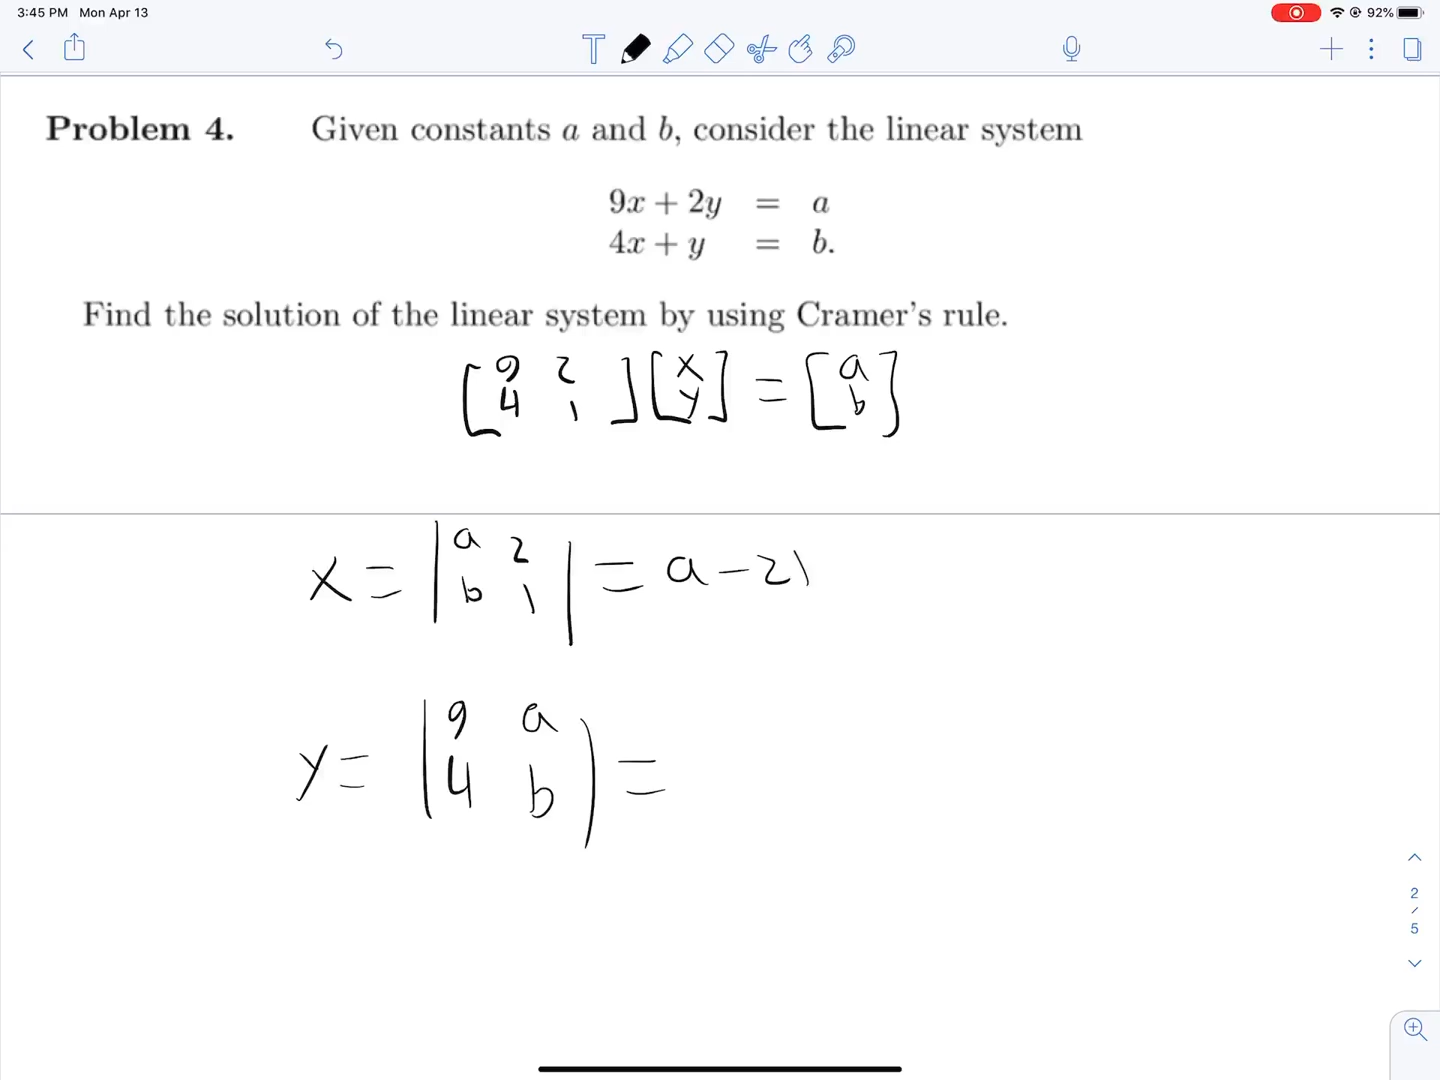 3:45 PM Mon Apr 13
92%
Problem 4. Given constants a and b, consider the linear system
9x + 2y = a
4x + y = b.
Find the solution of the linear system by using Cramer's rule.
[ 9 2 ] [ x ] = [ a ]
[ 4 1 ] [ y ] [ b ]
x = | a 2 | = a - 2
| b 1 |
y = | 9 a | =
| 4 b |
2
/
5